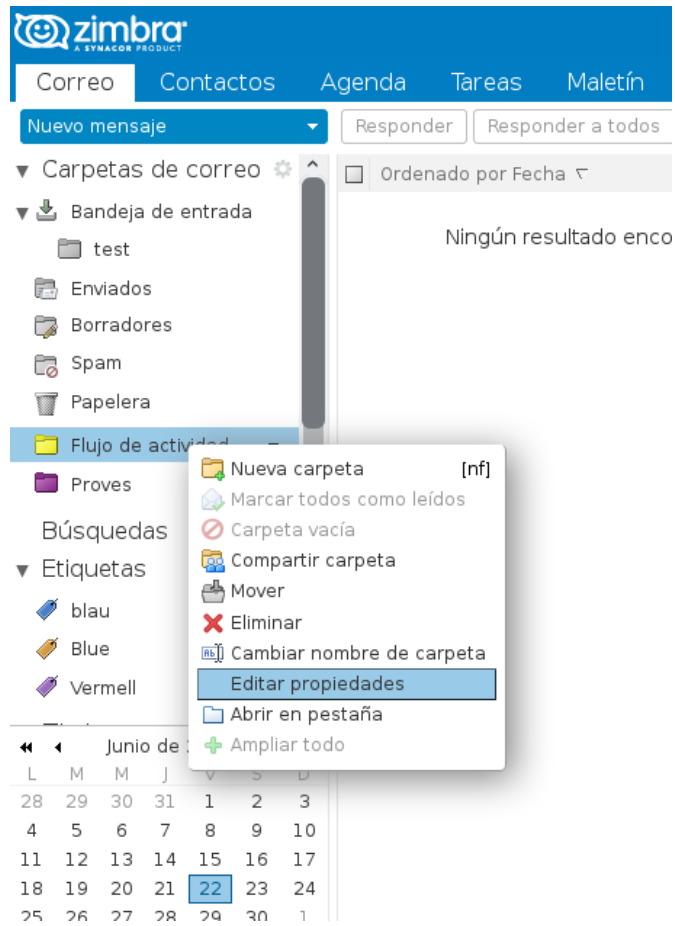 zimbra
A SYNACOR PRODUCT
Correo Contactos Agenda Tareas Maletín
Nuevo mensaje Responder Responder a todos
Carpetas de correo
Ordenado por Fecha
Bandeja de entrada
Ningún resultado enco
test
Enviados
Borradores
Spam
Papelera
Flujo de actividad
Proves
Búsquedas
Etiquetas
blau
Blue
Vermell
Nueva carpeta [nf]
Marcar todos como leídos
Carpeta vacía
Compartir carpeta
Mover
Eliminar
Cambiar nombre de carpeta
Editar propiedades
Abrir en pestaña
Ampliar todo
Junio de
L M M J V S D
28 29 30 31 1 2 3
4 5 6 7 8 9 10
11 12 13 14 15 16 17
18 19 20 21 22 23 24
25 26 27 28 29 30 1